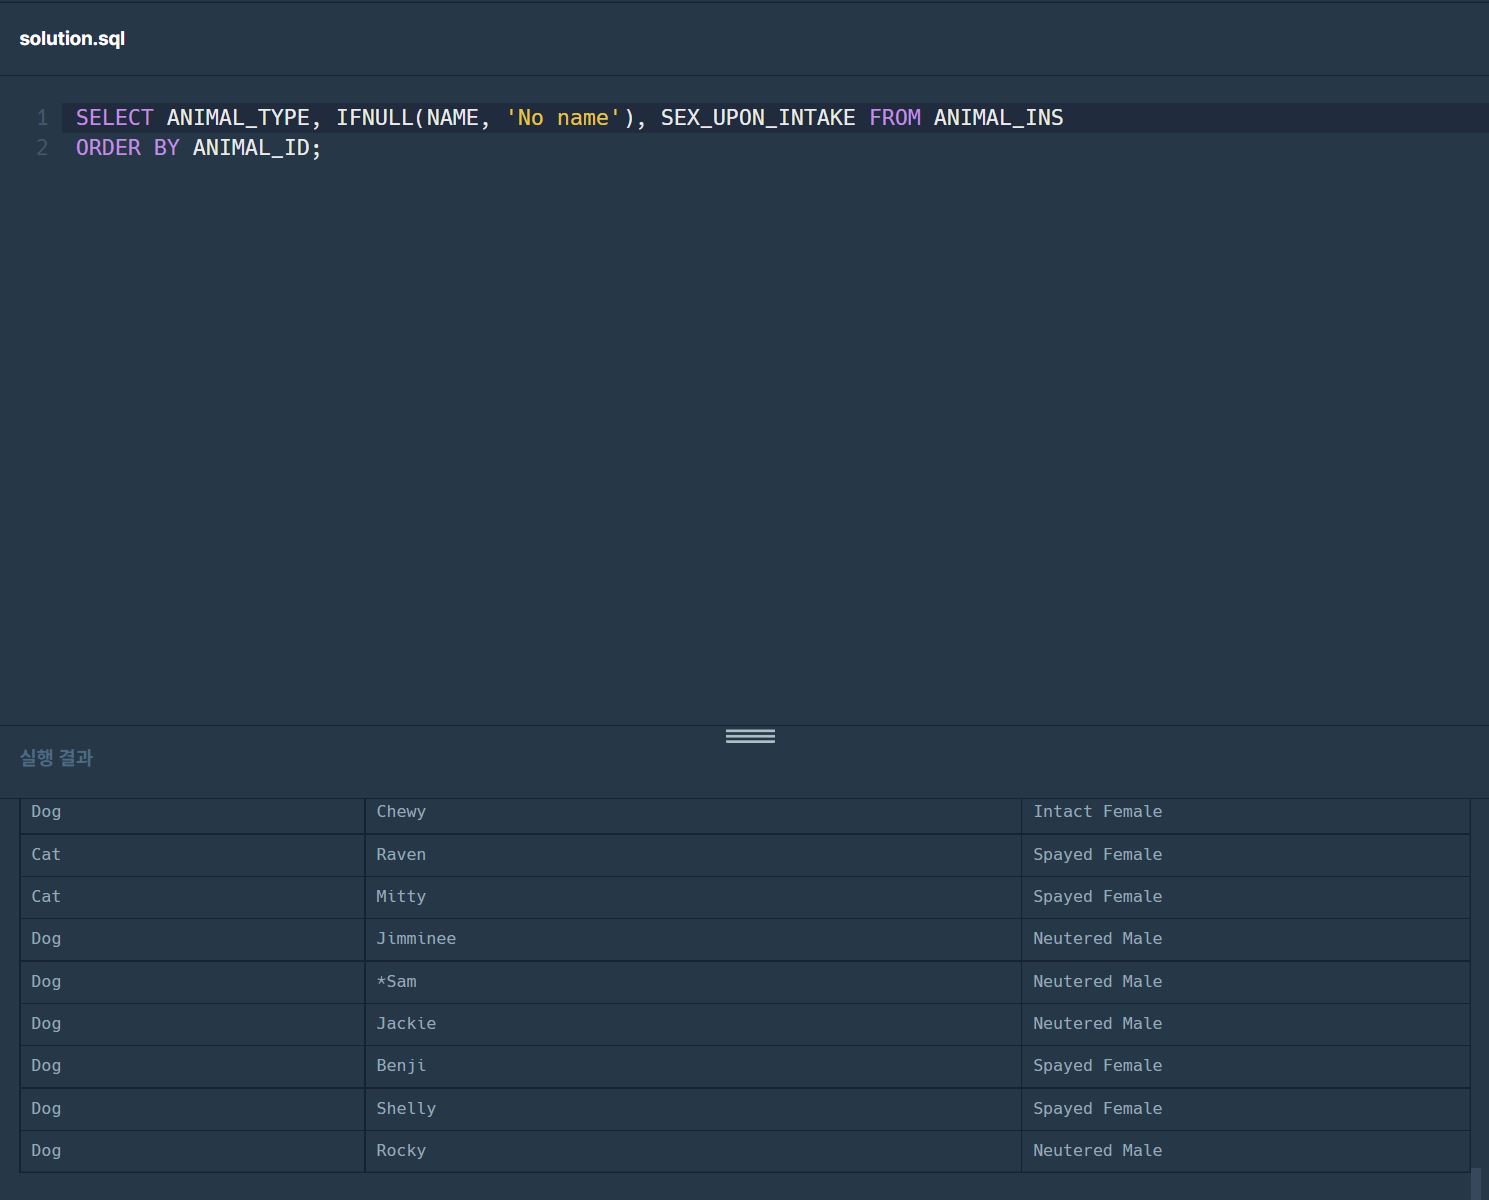 solution.sql
1 SELECT ANIMAL_TYPE, IFNULL(NAME, 'No name'), SEX_UPON_INTAKE FROM ANIMAL_INS
2 ORDER BY ANIMAL_ID;
실행 결과
Dog Chewy Intact Female
Cat Raven Spayed Female
Cat Mitty Spayed Female
Dog Jimminee Neutered Male
Dog *Sam Neutered Male
Dog Jackie Neutered Male
Dog Benji Spayed Female
Dog Shelly Spayed Female
Dog Rocky Neutered Male